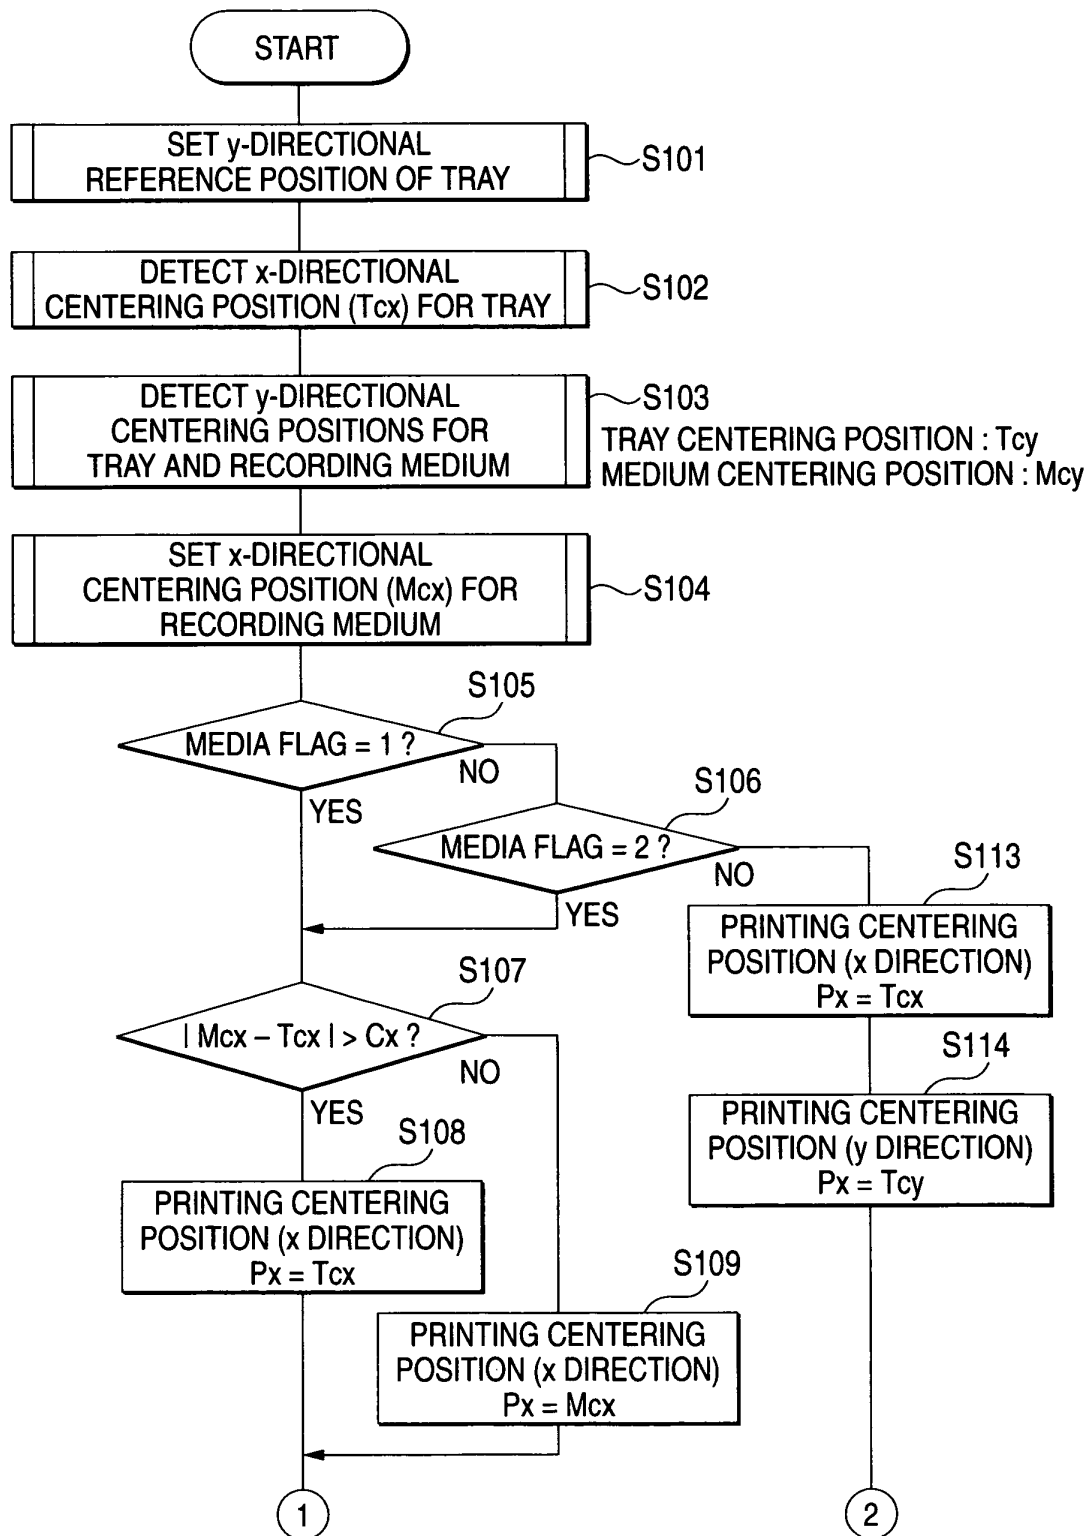 START
SET y-DIRECTIONAL
REFERENCE POSITION OF TRAY
S101
DETECT x-DIRECTIONAL
CENTERING POSITION (Tcx) FOR TRAY
S102
DETECT y-DIRECTIONAL
CENTERING POSITIONS FOR
TRAY AND RECORDING MEDIUM
S103
TRAY CENTERING POSITION : Tcy
MEDIUM CENTERING POSITION : Mcy
SET x-DIRECTIONAL
CENTERING POSITION (Mcx) FOR
RECORDING MEDIUM
S104
S105
MEDIA FLAG = 1 ?
NO
YES
S106
MEDIA FLAG = 2 ?
NO
YES
S113
PRINTING CENTERING
POSITION (x DIRECTION)
Px = Tcx
S107
| Mcx – Tcx | > Cx ?
NO
YES
S114
PRINTING CENTERING
POSITION (y DIRECTION)
Px = Tcy
S108
PRINTING CENTERING
POSITION (x DIRECTION)
Px = Tcx
S109
PRINTING CENTERING
POSITION (x DIRECTION)
Px = Mcx
1
2